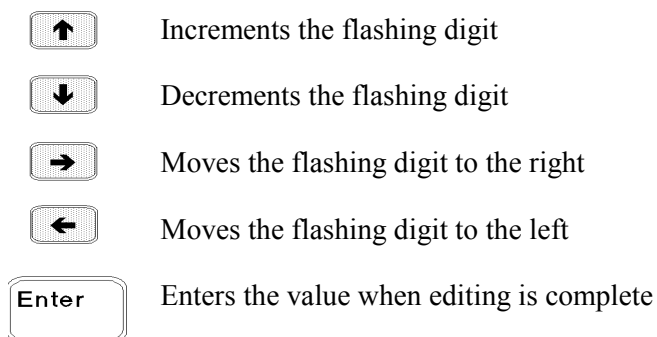 ↑ Increments the flashing digit
↓ Decrements the flashing digit
→ Moves the flashing digit to the right
← Moves the flashing digit to the left
Enter Enters the value when editing is complete